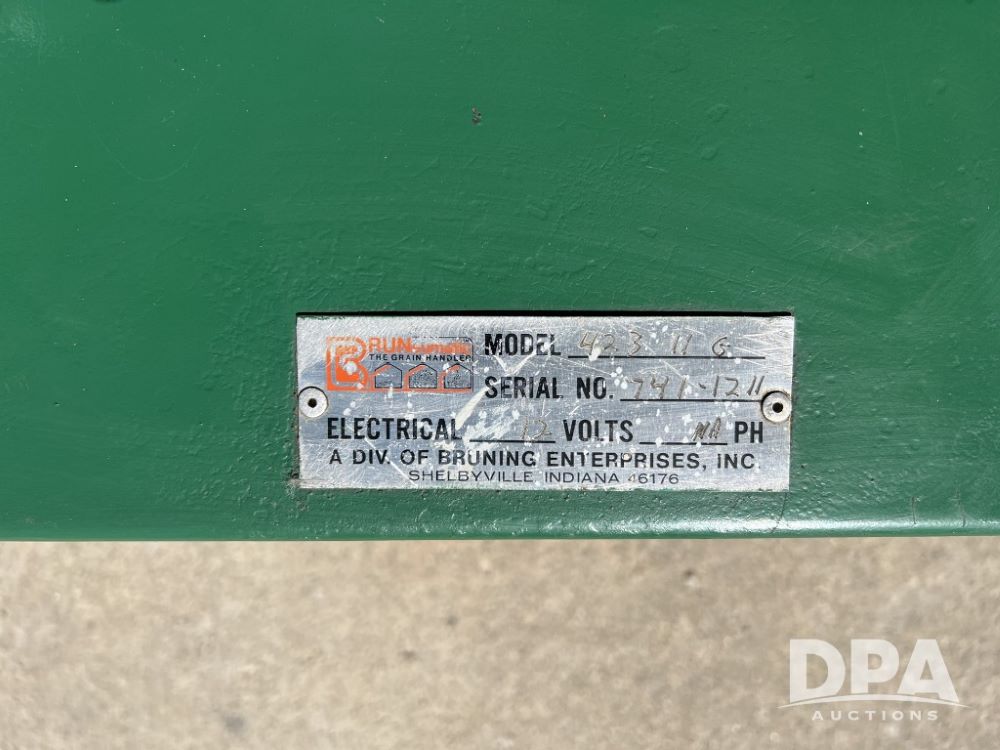 BRUN-u-matic
THE GRAIN HANDLER
MODEL 423 11 G
SERIAL NO. 741-1211
ELECTRICAL 12 VOLTS NA PH
A DIV. OF BRUNING ENTERPRISES, INC
SHELBYVILLE INDIANA 46176
DPA
AUCTIONS